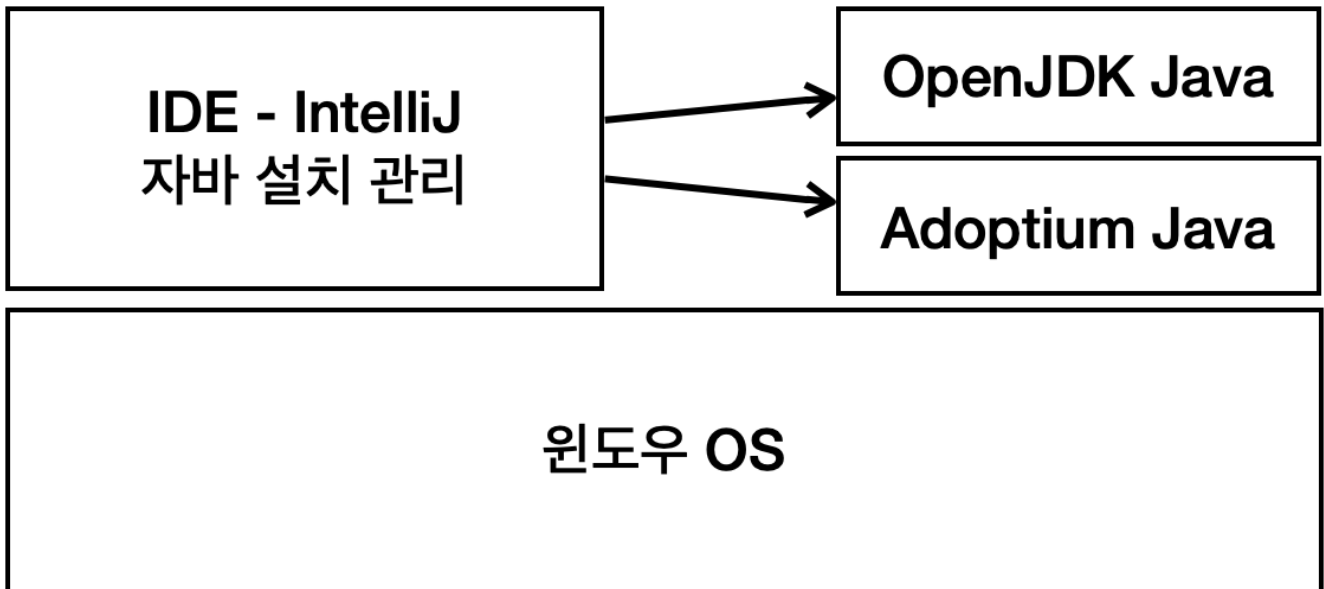 IDE - IntelliJ
자바 설치 관리
OpenJDK Java
Adoptium Java
윈도우 OS